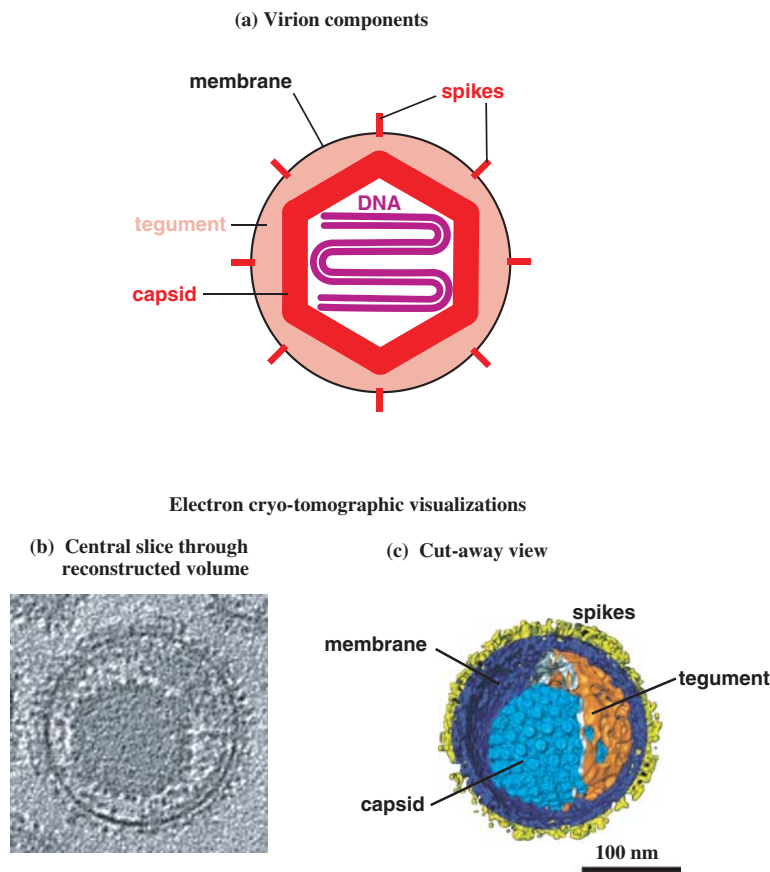 (a) Virion components
membrane
spikes
DNA
tegument
capsid
Electron cryo-tomographic visualizations
(b) Central slice through
reconstructed volume
(c) Cut-away view
spikes
membrane
tegument
capsid
100 nm